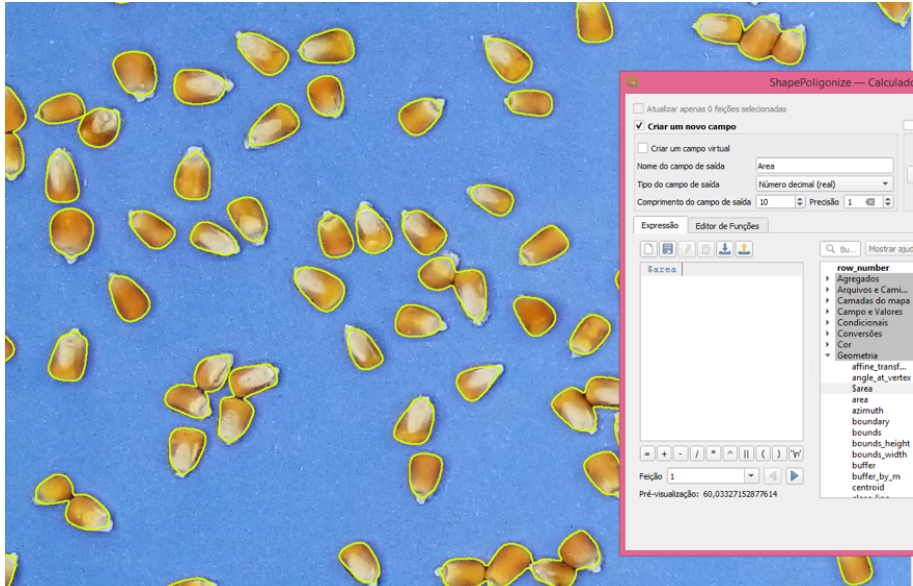 ShapePoligonize — Calculado
Atualizar apenas 0 feições selecionadas
Criar um novo campo
Criar um campo virtual
Nome do campo de saída Area
Tipo do campo de saída Número decimal (real)
Comprimento do campo de saída 10 Precisão 1
Expressão Editor de Funções
Bu... Mostrar ajud
$area
row_number
Agregados
Arquivos e Cami...
Camadas do mapa
Campo e Valores
Condicionais
Conversões
Cor
Geometria
affine_transf...
angle_at_vertex
$area
area
azimuth
boundary
bounds
bounds_height
bounds_width
buffer
buffer_by_m
centroid
= + - / * ^ || ( ) '\n'
Feição 1
Pré-visualização: 60,03327152877614